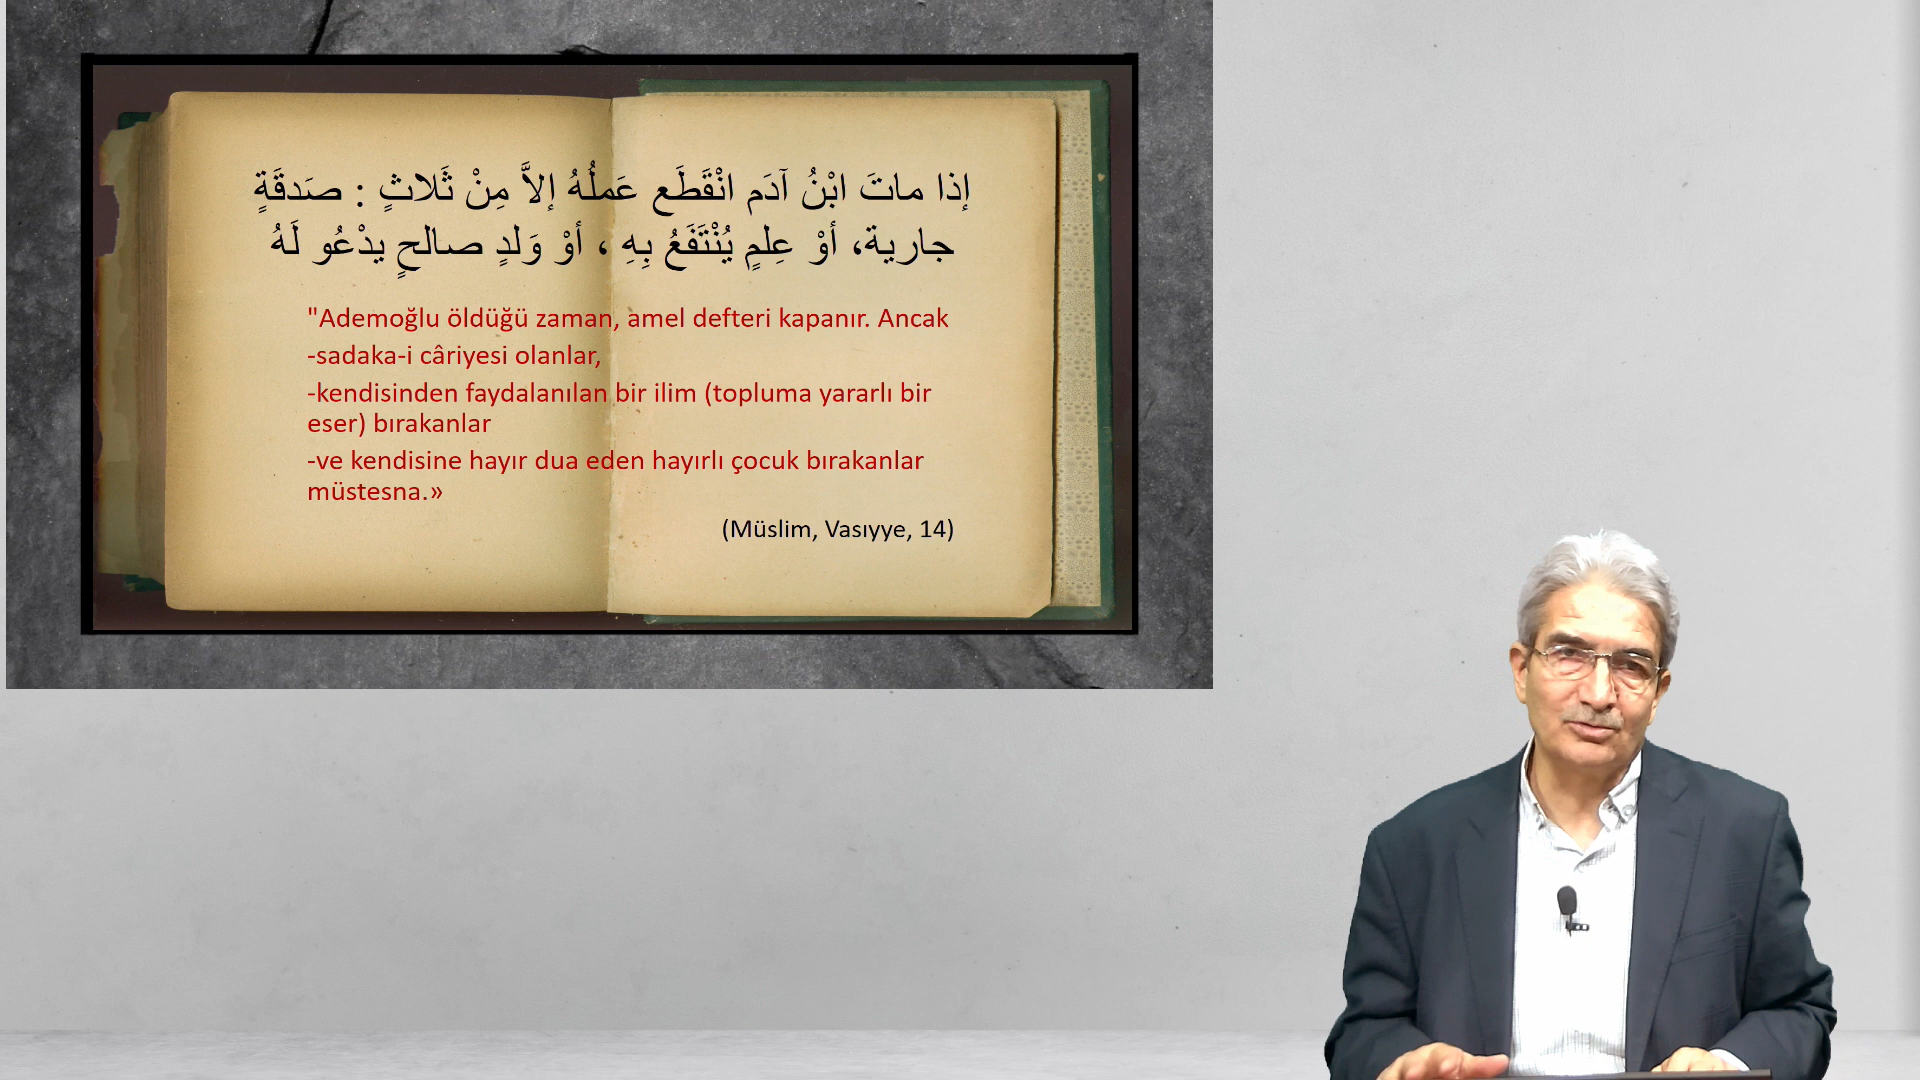 إذا ماتَ ابْنُ آدَم انْقَطَع عَملُهُ إلاَّ مِنْ ثَلاثٍ : صَدقَةٍ
جارية، أوْ عِلمٍ يُنْتَفَعُ بِهِ ، أوْ وَلدٍ صالحٍ يدْعُو لَهُ
"Ademoğlu öldüğü zaman, amel defteri kapanır. Ancak
-sadaka-i câriyesi olanlar,
-kendisinden faydalanılan bir ilim (topluma yararlı bir
eser) bırakanlar
-ve kendisine hayır dua eden hayırlı çocuk bırakanlar
müstesna.»
(Müslim, Vasıyye, 14)